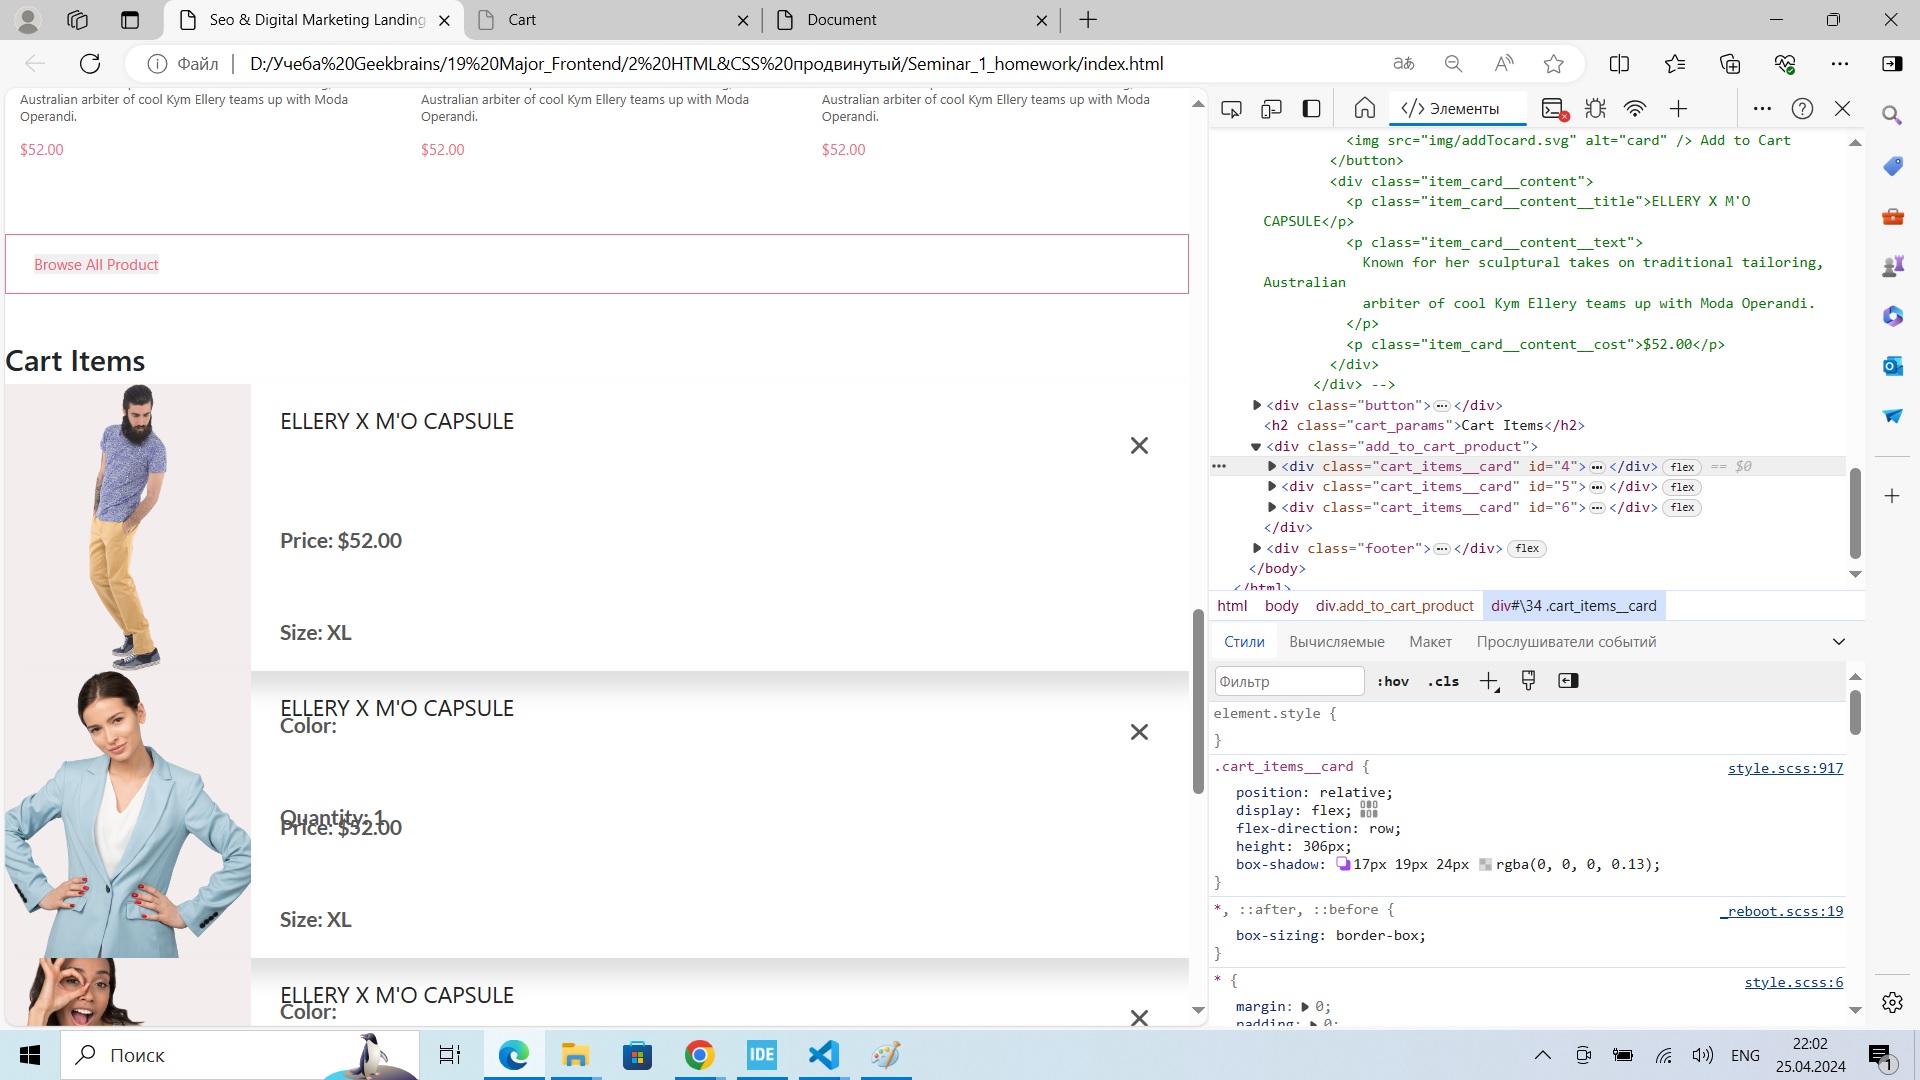 Seo & Digital Marketing Landing
Cart
Document
Файл
D:/Учеба%20Geekbrains/19%20Major_Frontend/2%20HTML&CSS%20продвинутый/Seminar_1_homework/index.html
Australian arbiter of cool Kym Ellery teams up with Moda
Operandi.
$52.00
Australian arbiter of cool Kym Ellery teams up with Moda
Operandi.
$52.00
Australian arbiter of cool Kym Ellery teams up with Moda
Operandi.
$52.00
Browse All Product
Cart Items
ELLERY X M'O CAPSULE
Price: $52.00
Size: XL
ELLERY X M'O CAPSULE
Color:
Quantity: 1
Price: $52.00
Size: XL
ELLERY X M'O CAPSULE
Color:
</> Элементы
<img src="img/addTocard.svg" alt="card" /> Add to Cart
</button>
<div class="item_card__content">
<p class="item_card__content__title">ELLERY X M'O
CAPSULE</p>
<p class="item_card__content__text">
Known for her sculptural takes on traditional tailoring,
Australian
arbiter of cool Kym Ellery teams up with Moda Operandi.
</p>
<p class="item_card__content__cost">$52.00</p>
</div>
</div> -->
<div class="button">…</div>
<h2 class="cart_params">Cart Items</h2>
<div class="add_to_cart_product">
<div class="cart_items__card" id="4">…</div> flex == $0
<div class="cart_items__card" id="5">…</div> flex
<div class="cart_items__card" id="6">…</div> flex
</div>
<div class="footer">…</div> flex
</body>
</html>
html body div.add_to_cart_product div#\34 .cart_items__card
Стили Вычисляемые Макет Прослушиватели событий
Фильтр :hov .cls
element.style {
}
.cart_items__card { style.scss:917
position: relative;
display: flex;
flex-direction: row;
height: 306px;
box-shadow: 17px 19px 24px rgba(0, 0, 0, 0.13);
}
*, ::after, ::before { _reboot.scss:19
box-sizing: border-box;
}
* { style.scss:6
margin: 0;
padding: 0;
Поиск
IDE
ENG
22:02
25.04.2024
1